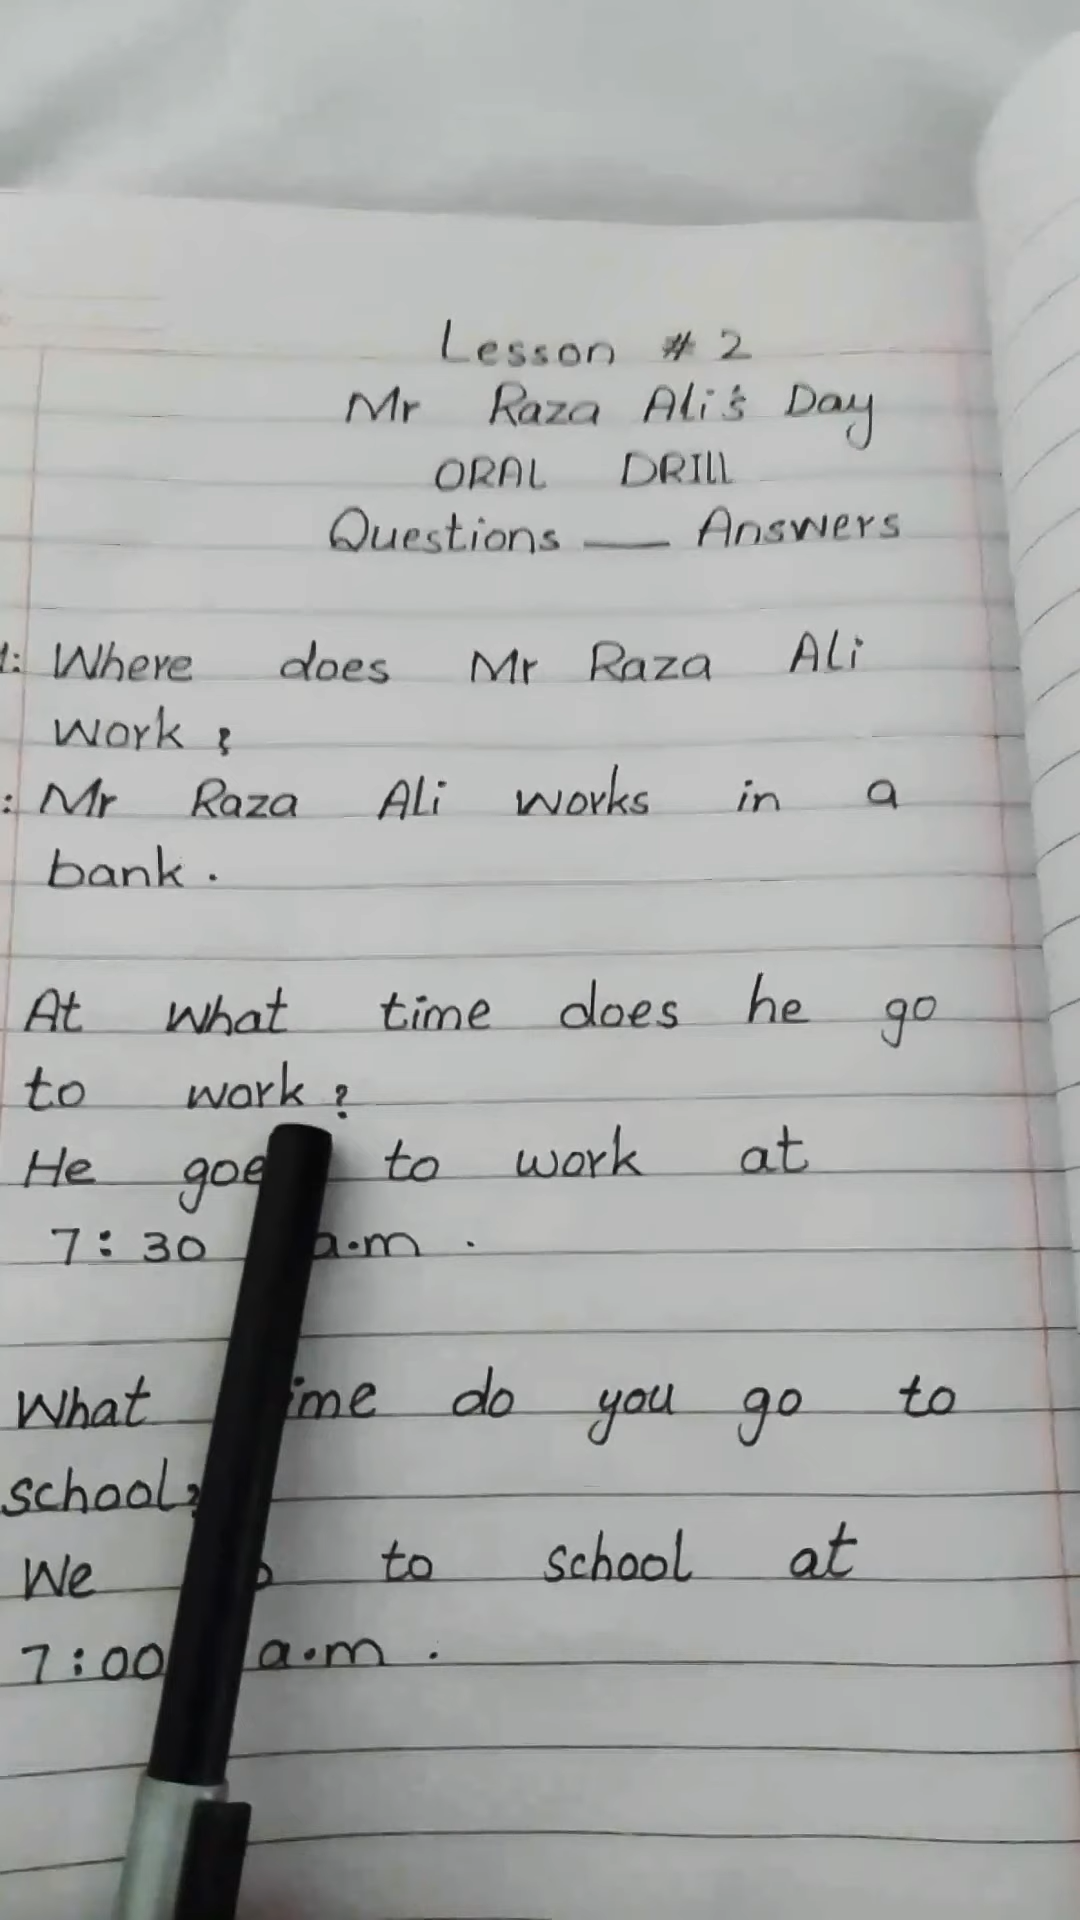 Lesson # 2
Mr Raza Ali's Day
ORAL DRILL
Questions — Answers
1: Where does Mr Raza Ali
work?
: Mr Raza Ali works in a
bank.
At what time does he go
to work?
He to work at
7:30 a.m.
What do you go to
school?
We to school at
7:00 a.m.